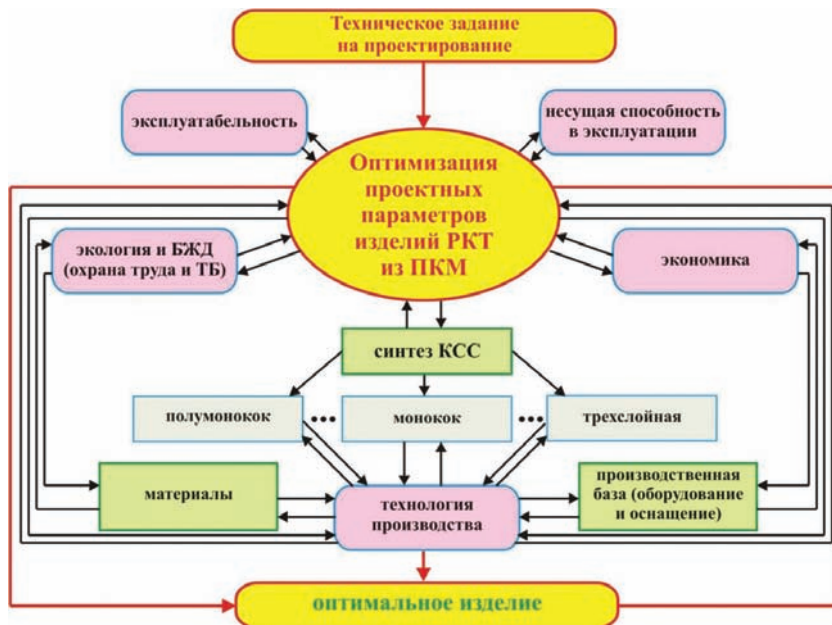 Техническое задание
на проектирование
эксплуатабельность
несущая способность
в эксплуатации
Оптимизация
проектных
параметров
изделий РКТ
из ПКМ
экология и БЖД
(охрана труда и ТБ)
экономика
синтез КСС
полумонокок
...
монокок
...
трехслойная
материалы
технология
производства
производственная
база (оборудование
и оснащение)
оптимальное изделие